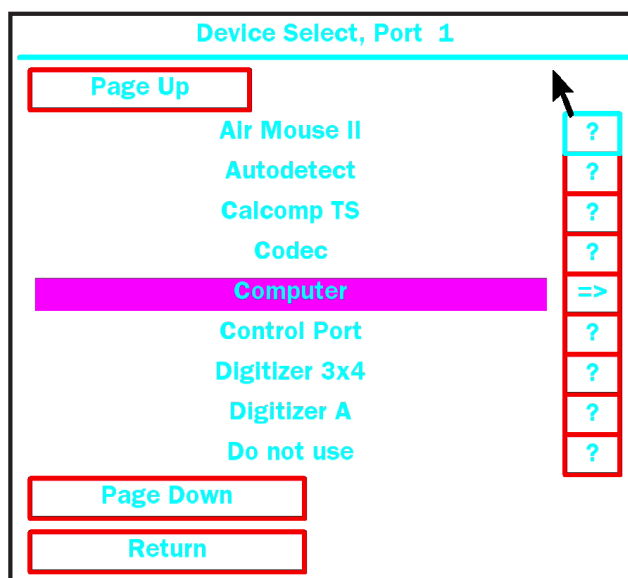 Device Select, Port 1
Page Up
Air Mouse II ?
Autodetect ?
Calcomp TS ?
Codec ?
Computer =>
Control Port ?
Digitizer 3x4 ?
Digitizer A ?
Do not use ?
Page Down
Return